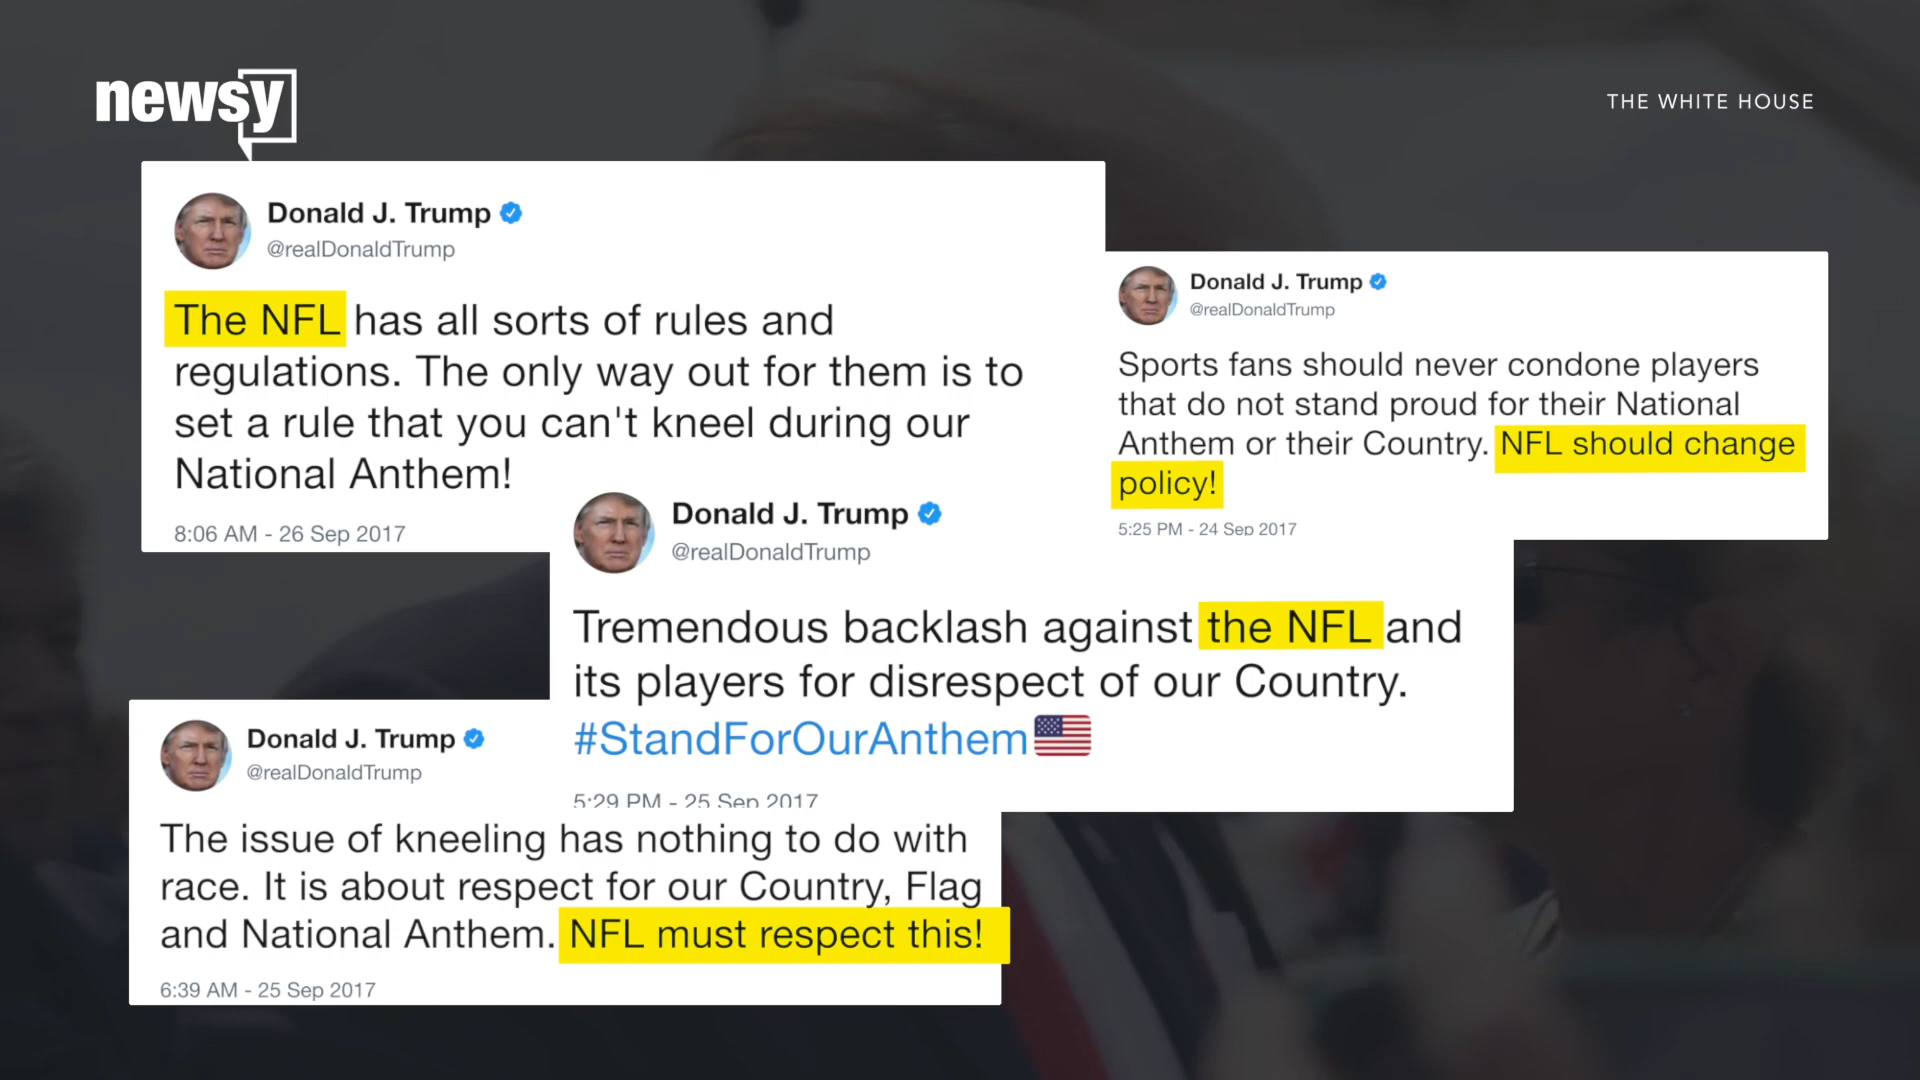 newsy
THE WHITE HOUSE
Donald J. Trump
@realDonaldTrump
The NFL has all sorts of rules and
regulations. The only way out for them is to
set a rule that you can't kneel during our
National Anthem!
8:06 AM - 26 Sep 2017
Donald J. Trump
@realDonaldTrump
Sports fans should never condone players
that do not stand proud for their National
Anthem or their Country. NFL should change
policy!
5:25 PM - 24 Sep 2017
Donald J. Trump
@realDonaldTrump
Tremendous backlash against the NFL and
its players for disrespect of our Country.
#StandForOurAnthem
5:29 PM - 25 Sep 2017
Donald J. Trump
@realDonaldTrump
The issue of kneeling has nothing to do with
race. It is about respect for our Country, Flag
and National Anthem. NFL must respect this!
6:39 AM - 25 Sep 2017